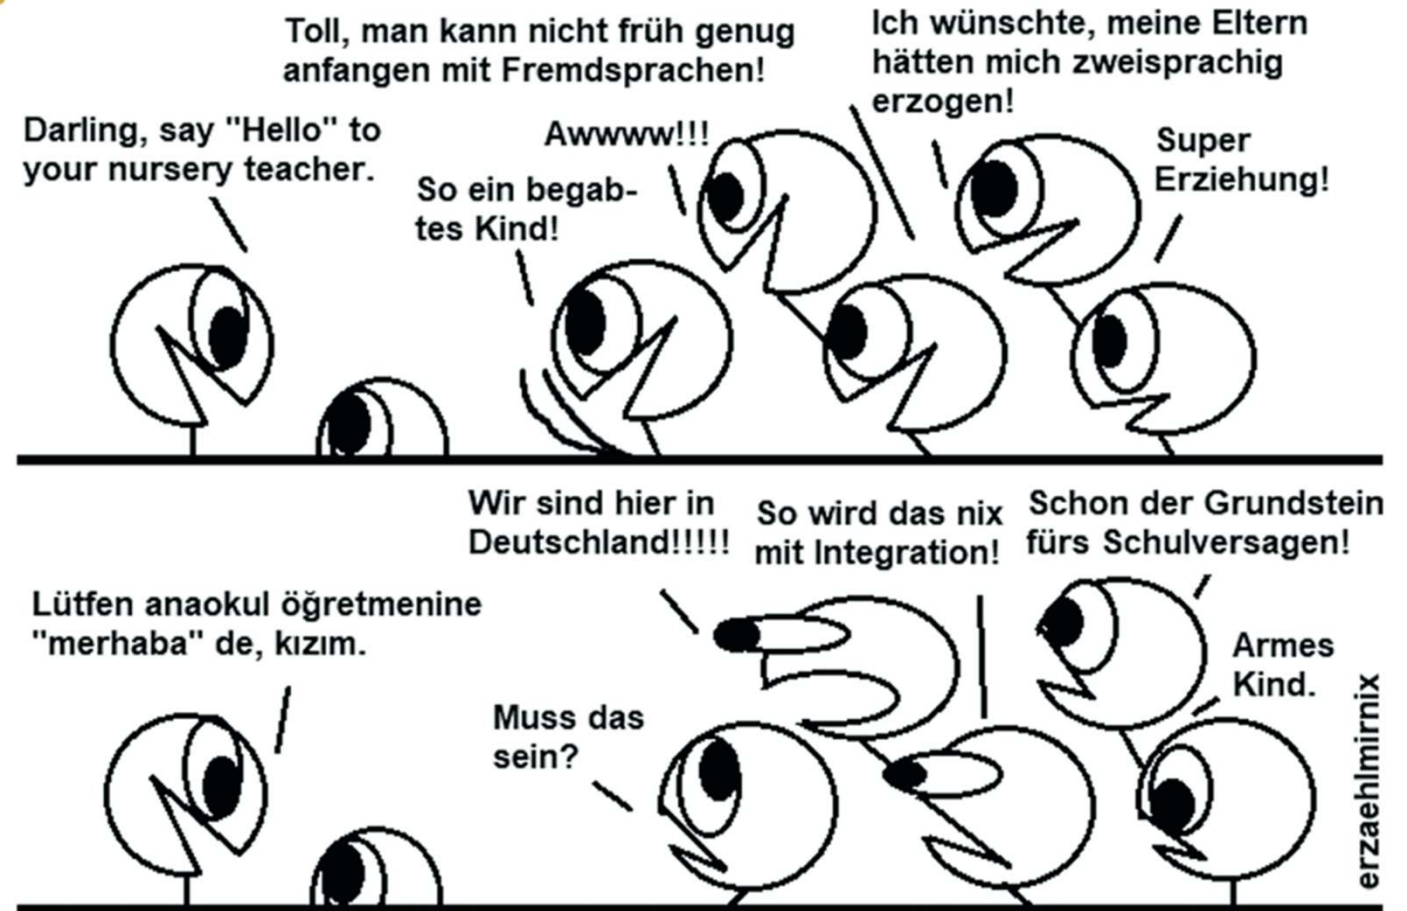 Toll, man kann nicht früh genug
anfangen mit Fremdsprachen!
Ich wünschte, meine Eltern
hätten mich zweisprachig
erzogen!
Darling, say "Hello" to
your nursery teacher.
Awwww!!!
So ein begab-
tes Kind!
Super
Erziehung!
Wir sind hier in
Deutschland!!!!!
So wird das nix
mit Integration!
Schon der Grundstein
fürs Schulversagen!
Lütfen anaokul öğretmenine
"merhaba" de, kızım.
Muss das
sein?
Armes
Kind.
erzaehlmirnix